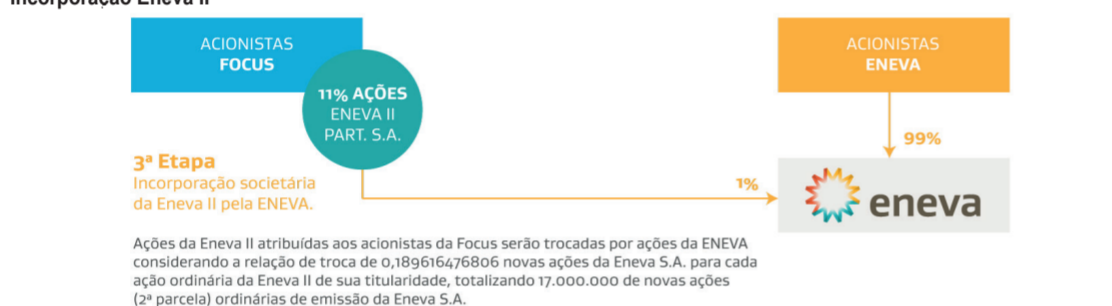 Incorporação Eneva II
ACIONISTAS
FOCUS
ACIONISTAS
ENEVA
11% AÇÕES
ENEVA II
PART. S.A.
99%
3ª Etapa
Incorporação societária
da Eneva II pela ENEVA.
1%
eneva
Ações da Eneva II atribuídas aos acionistas da Focus serão trocadas por ações da ENEVA
considerando a relação de troca de 0,189616476806 novas ações da Eneva S.A. para cada
ação ordinária da Eneva II de sua titularidade, totalizando 17.000.000 de novas ações
(2ª parcela) ordinárias de emissão da Eneva S.A.